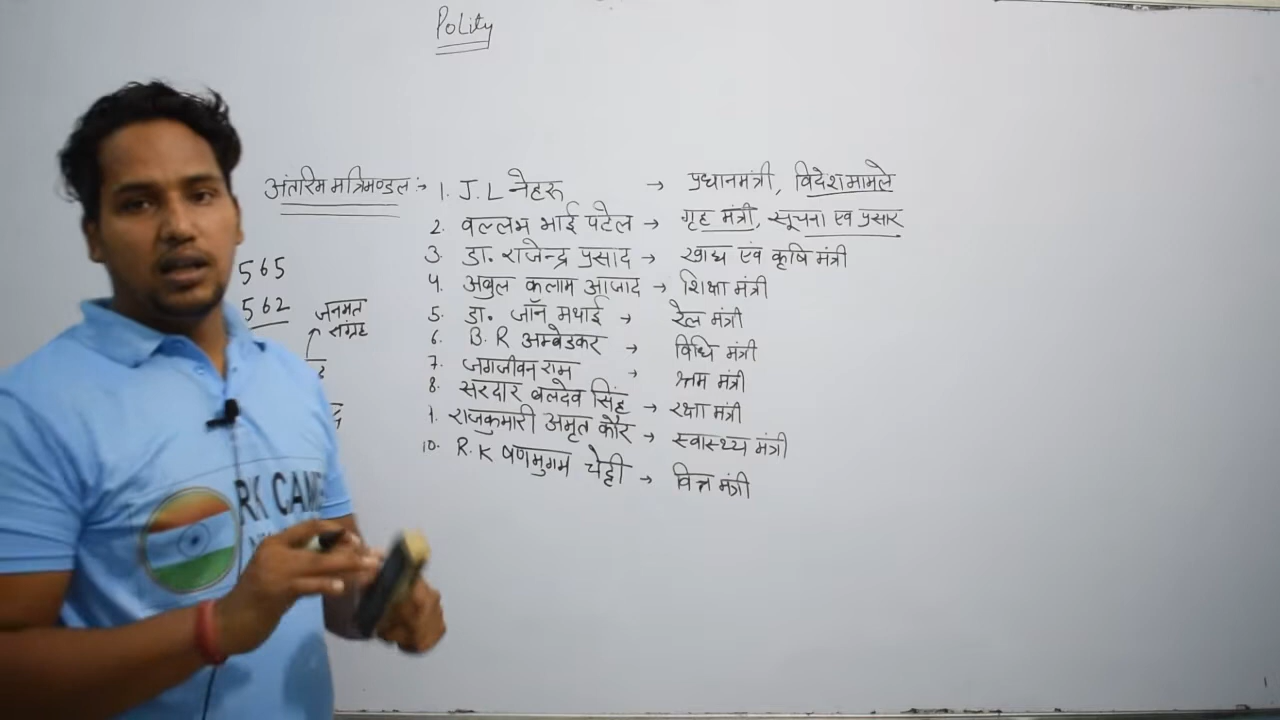 Polity
अंतरिम मत्रिमण्डल :→ 1. J.L नेहरू → प्रधानमंत्री, विदेश मामले
2. वल्लभ भाई पटेल → गृह मंत्री, सूचना एव प्रसार
3. डा. राजेन्द्र प्रसाद → खाद्य एवं कृषि मंत्री
4. अबुल कलाम आजाद → शिक्षा मंत्री
5. डा. जॉन मथाई → रेल मंत्री
6. B.R अम्बेडकर → विधि मंत्री
7. जगजीवन राम → श्रम मंत्री
8. सरदार बलदेव सिंह → रक्षा मंत्री
9. राजकुमारी अमृत कौर → स्वास्थ्य मंत्री
10. R.K षणमुगम चेट्टी → वित्त मंत्री
565
562
जनमत
संग्रह
RK